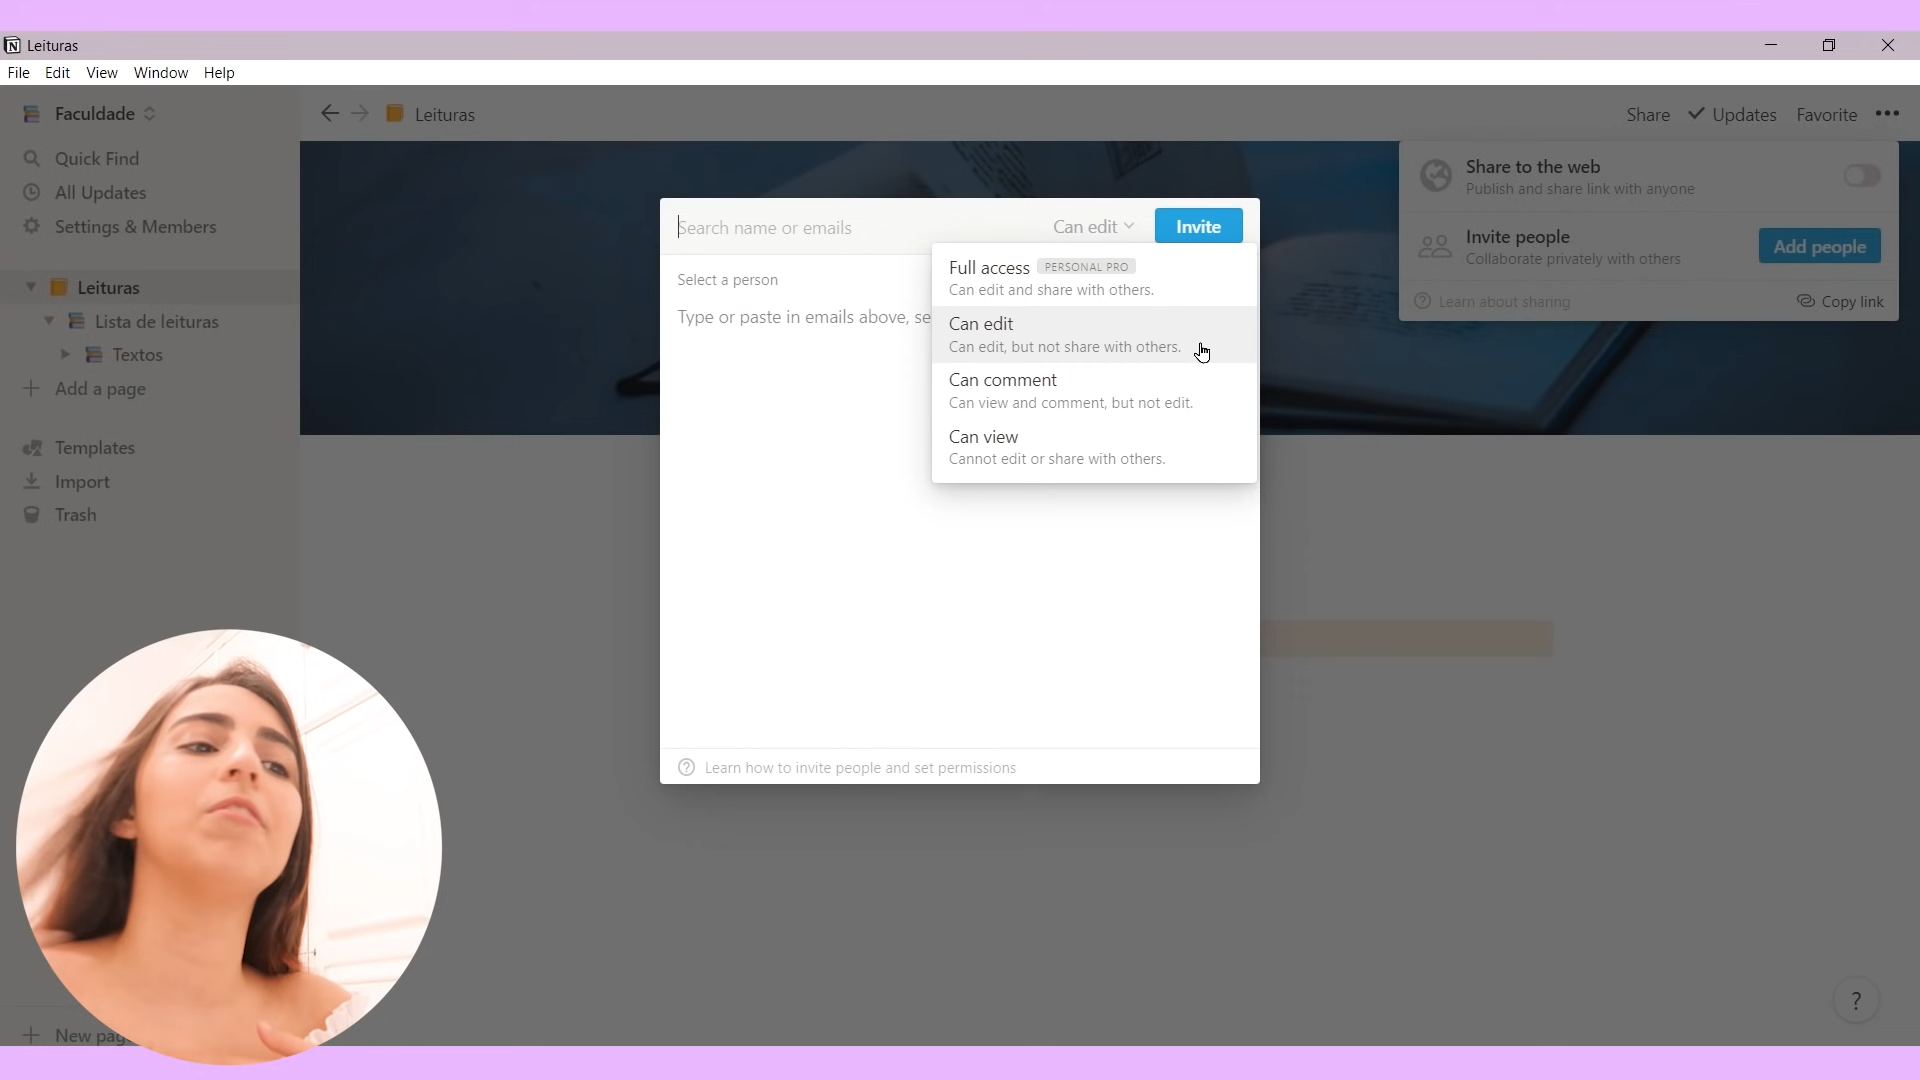 Leituras
File Edit View Window Help
Faculdade
Quick Find
All Updates
Settings & Members
Leituras
Lista de leituras
Textos
Add a page
Templates
Import
Trash
Leituras
Share Updates Favorite
Share to the web
Publish and share link with anyone
Invite people
Collaborate privately with others
Add people
Learn about sharing
Copy link
Search name or emails
Can edit
Invite
Select a person
Type or paste in emails above,
Full access PERSONAL PRO
Can edit and share with others.
Can edit
Can edit, but not share with others.
Can comment
Can view and comment, but not edit.
Can view
Cannot edit or share with others.
Learn how to invite people and set permissions
New
?